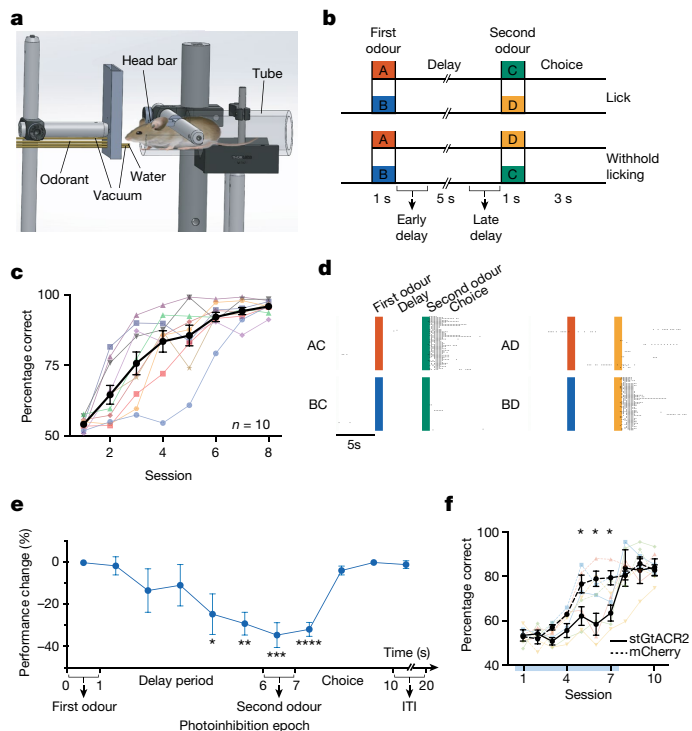 a
Head bar
Tube
Odorant
Water
Vacuum
b
First odour
Second odour
Delay
Choice
A
C
B
D
Lick
A
D
B
C
Withhold licking
1 s
5 s
1 s
3 s
Early delay
Late delay
c
Percentage correct
100
75
50
2
4
6
8
n = 10
Session
d
First odour
Delay
Second odour
Choice
AC
AD
BC
BD
5s
e
Performance change (%)
0
−20
−40
*
**
***
****
Time (s)
0
1
Delay period
6
7
Choice
10
20
First odour
Second odour
ITI
Photoinhibition epoch
f
Percentage correct
100
80
60
40
* * *
stGtACR2
mCherry
1
4
7
10
Session